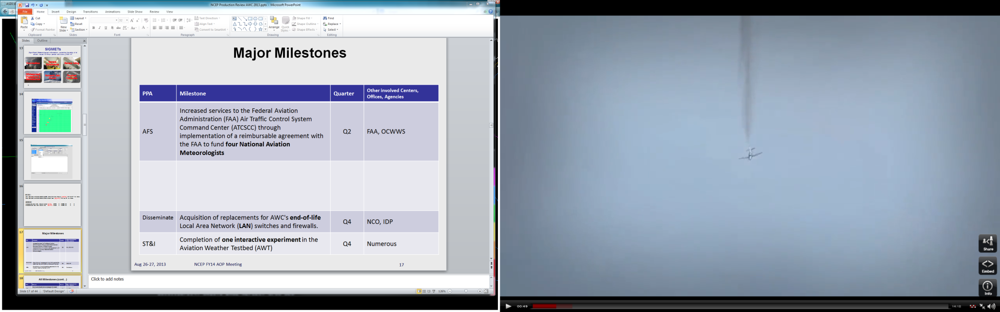 ASDI
NCEP Production Review AWC 2013.pptx - Microsoft PowerPoint
File Home Insert Design Transitions Animations Slide Show Review View
Paste
Cut
Copy
Format Painter
Clipboard
New
Slide
Layout
Reset
Section
Slides
32
B I U S abc AV Aa A
Font
Text Direction
Align Text
Convert to SmartArt
Paragraph
Arrange
Quick
Styles
Shape Fill
Shape Outline
Shape Effects
Drawing
Find
Replace
Select
Editing
Slides Outline
13
SIGMETs
14
15
16
17
Major Milestones
18
All Milestones (cont...)
Major Milestones
PPA Milestone Quarter Other involved Centers,
Offices, Agencies
AFS
Increased services to the Federal Aviation
Administration (FAA) Air Traffic Control System
Command Center (ATCSCC) through
implementation of a reimbursable agreement with
the FAA to fund four National Aviation
Meteorologists
Q2
FAA, OCWWS
Disseminate
Acquisition of replacements for AWC's end-of-life
Local Area Network (LAN) switches and firewalls.
Q4
NCO, IDP
ST&I
Completion of one interactive experiment in the
Aviation Weather Testbed (AWT)
Q4
Numerous
Aug 26-27, 2013 NCEP FY14 AOP Meeting 17
Click to add notes
Slide 17 of 44 "Default Design" 126%
Share
Embed
Info
00:49 14:12